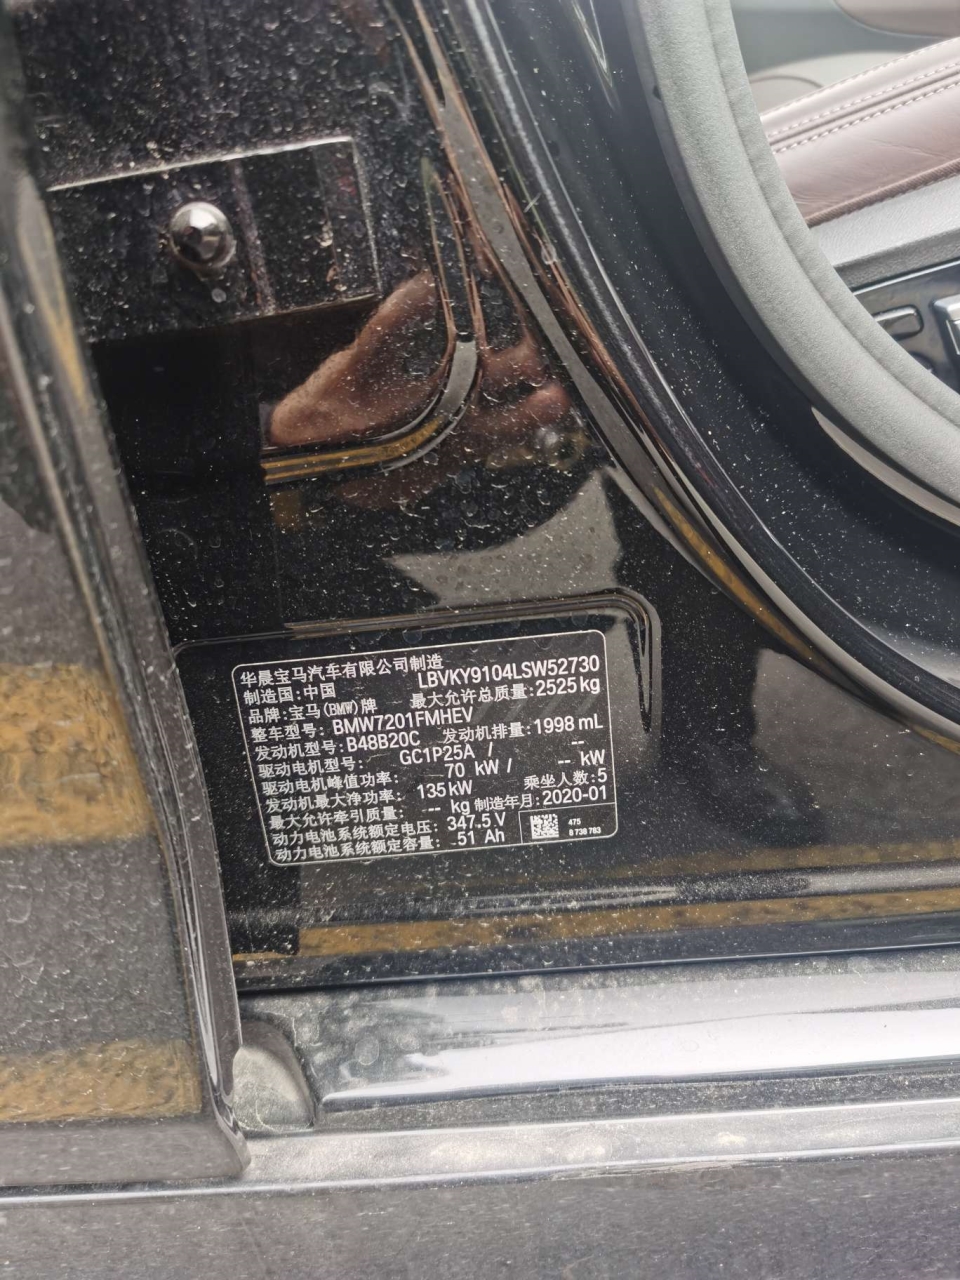 华晨宝马汽车有限公司制造
制造国:中国 LBVKY9104LSW52730
品牌:宝马(BMW)牌 最大允许总质量:2525kg
整车型号: BMW7201FMHEV
发动机型号:B48B20C 发动机排量:1998 mL
驱动电机型号: GC1P25A / --
驱动电机峰值功率: 70 kW / -- kW
发动机最大净功率: 135kW 乘坐人数:5
最大允许牵引质量: -- kg 制造年月:2020-01
动力电池系统额定电压: 347.5 V
动力电池系统额定容量: 51 Ah
475
8 738 783